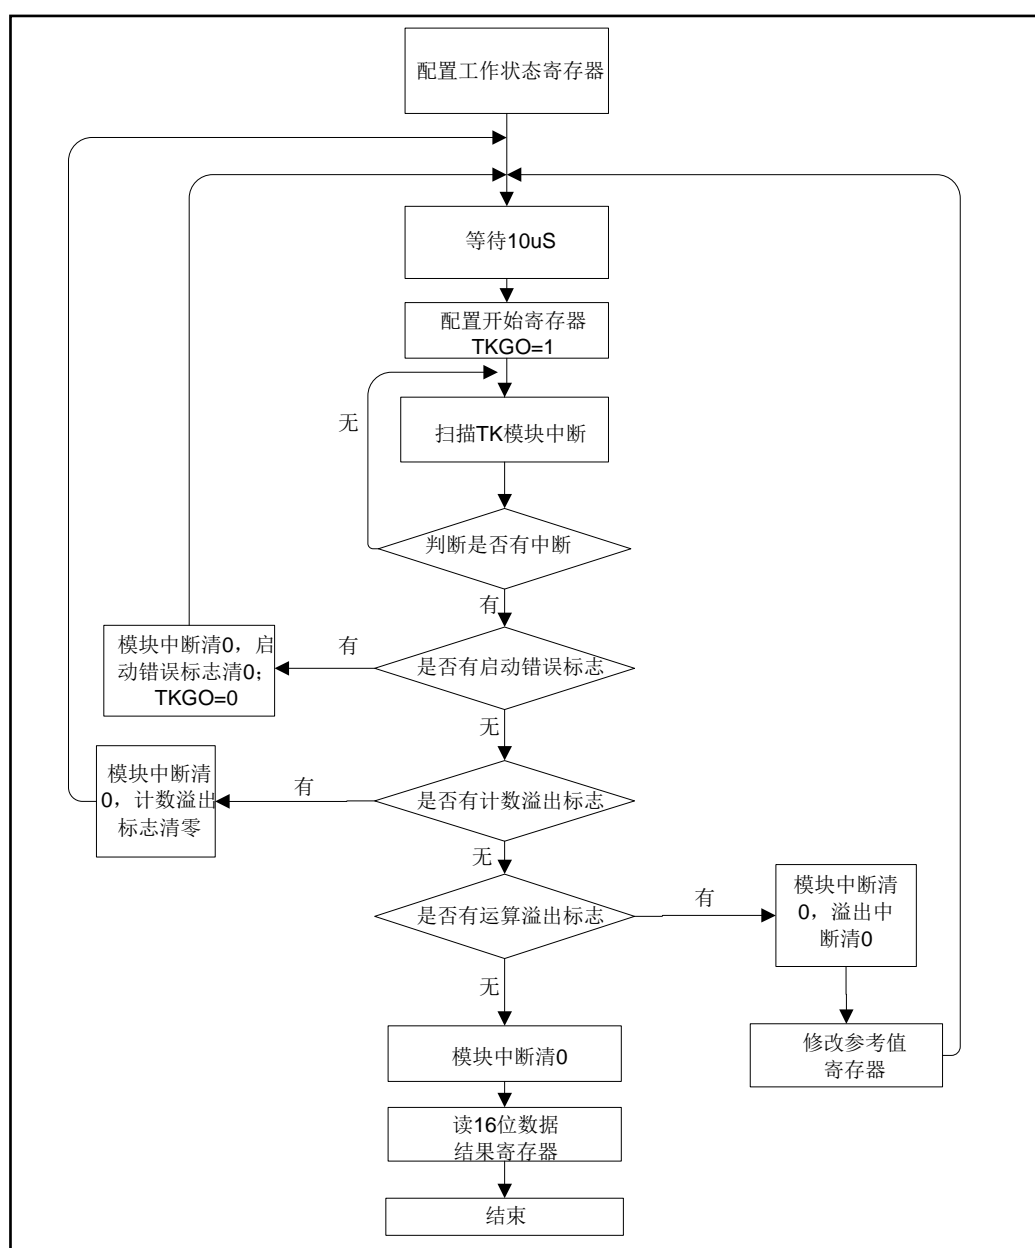 配置工作状态寄存器
等待10uS
配置开始寄存器
TKGO=1
无
扫描TK模块中断
判断是否有中断
有
模块中断清0，启
动错误标志清0；
TKGO=0
有
是否有启动错误标志
无
模块中断清
0，计数溢出
标志清零
有
是否有计数溢出标志
无
是否有运算溢出标志
有
模块中断清
0，溢出中
断清0
无
模块中断清0
修改参考值
寄存器
读16位数据
结果寄存器
结束